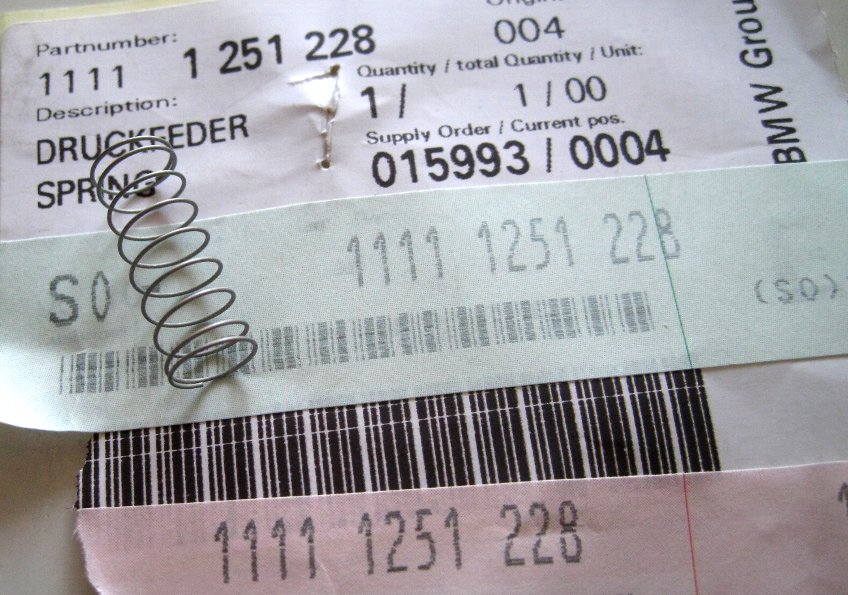 Partnumber:
1111 1 251 228
Description:
DRUCKFEDER
SPRING
004
Quantity / total Quantity / Unit:
1 / 1 / 00
Supply Order / Current pos.
015993 / 0004
BMW Grou
S0
1111 1251 228
(S0)
1111 1251 228